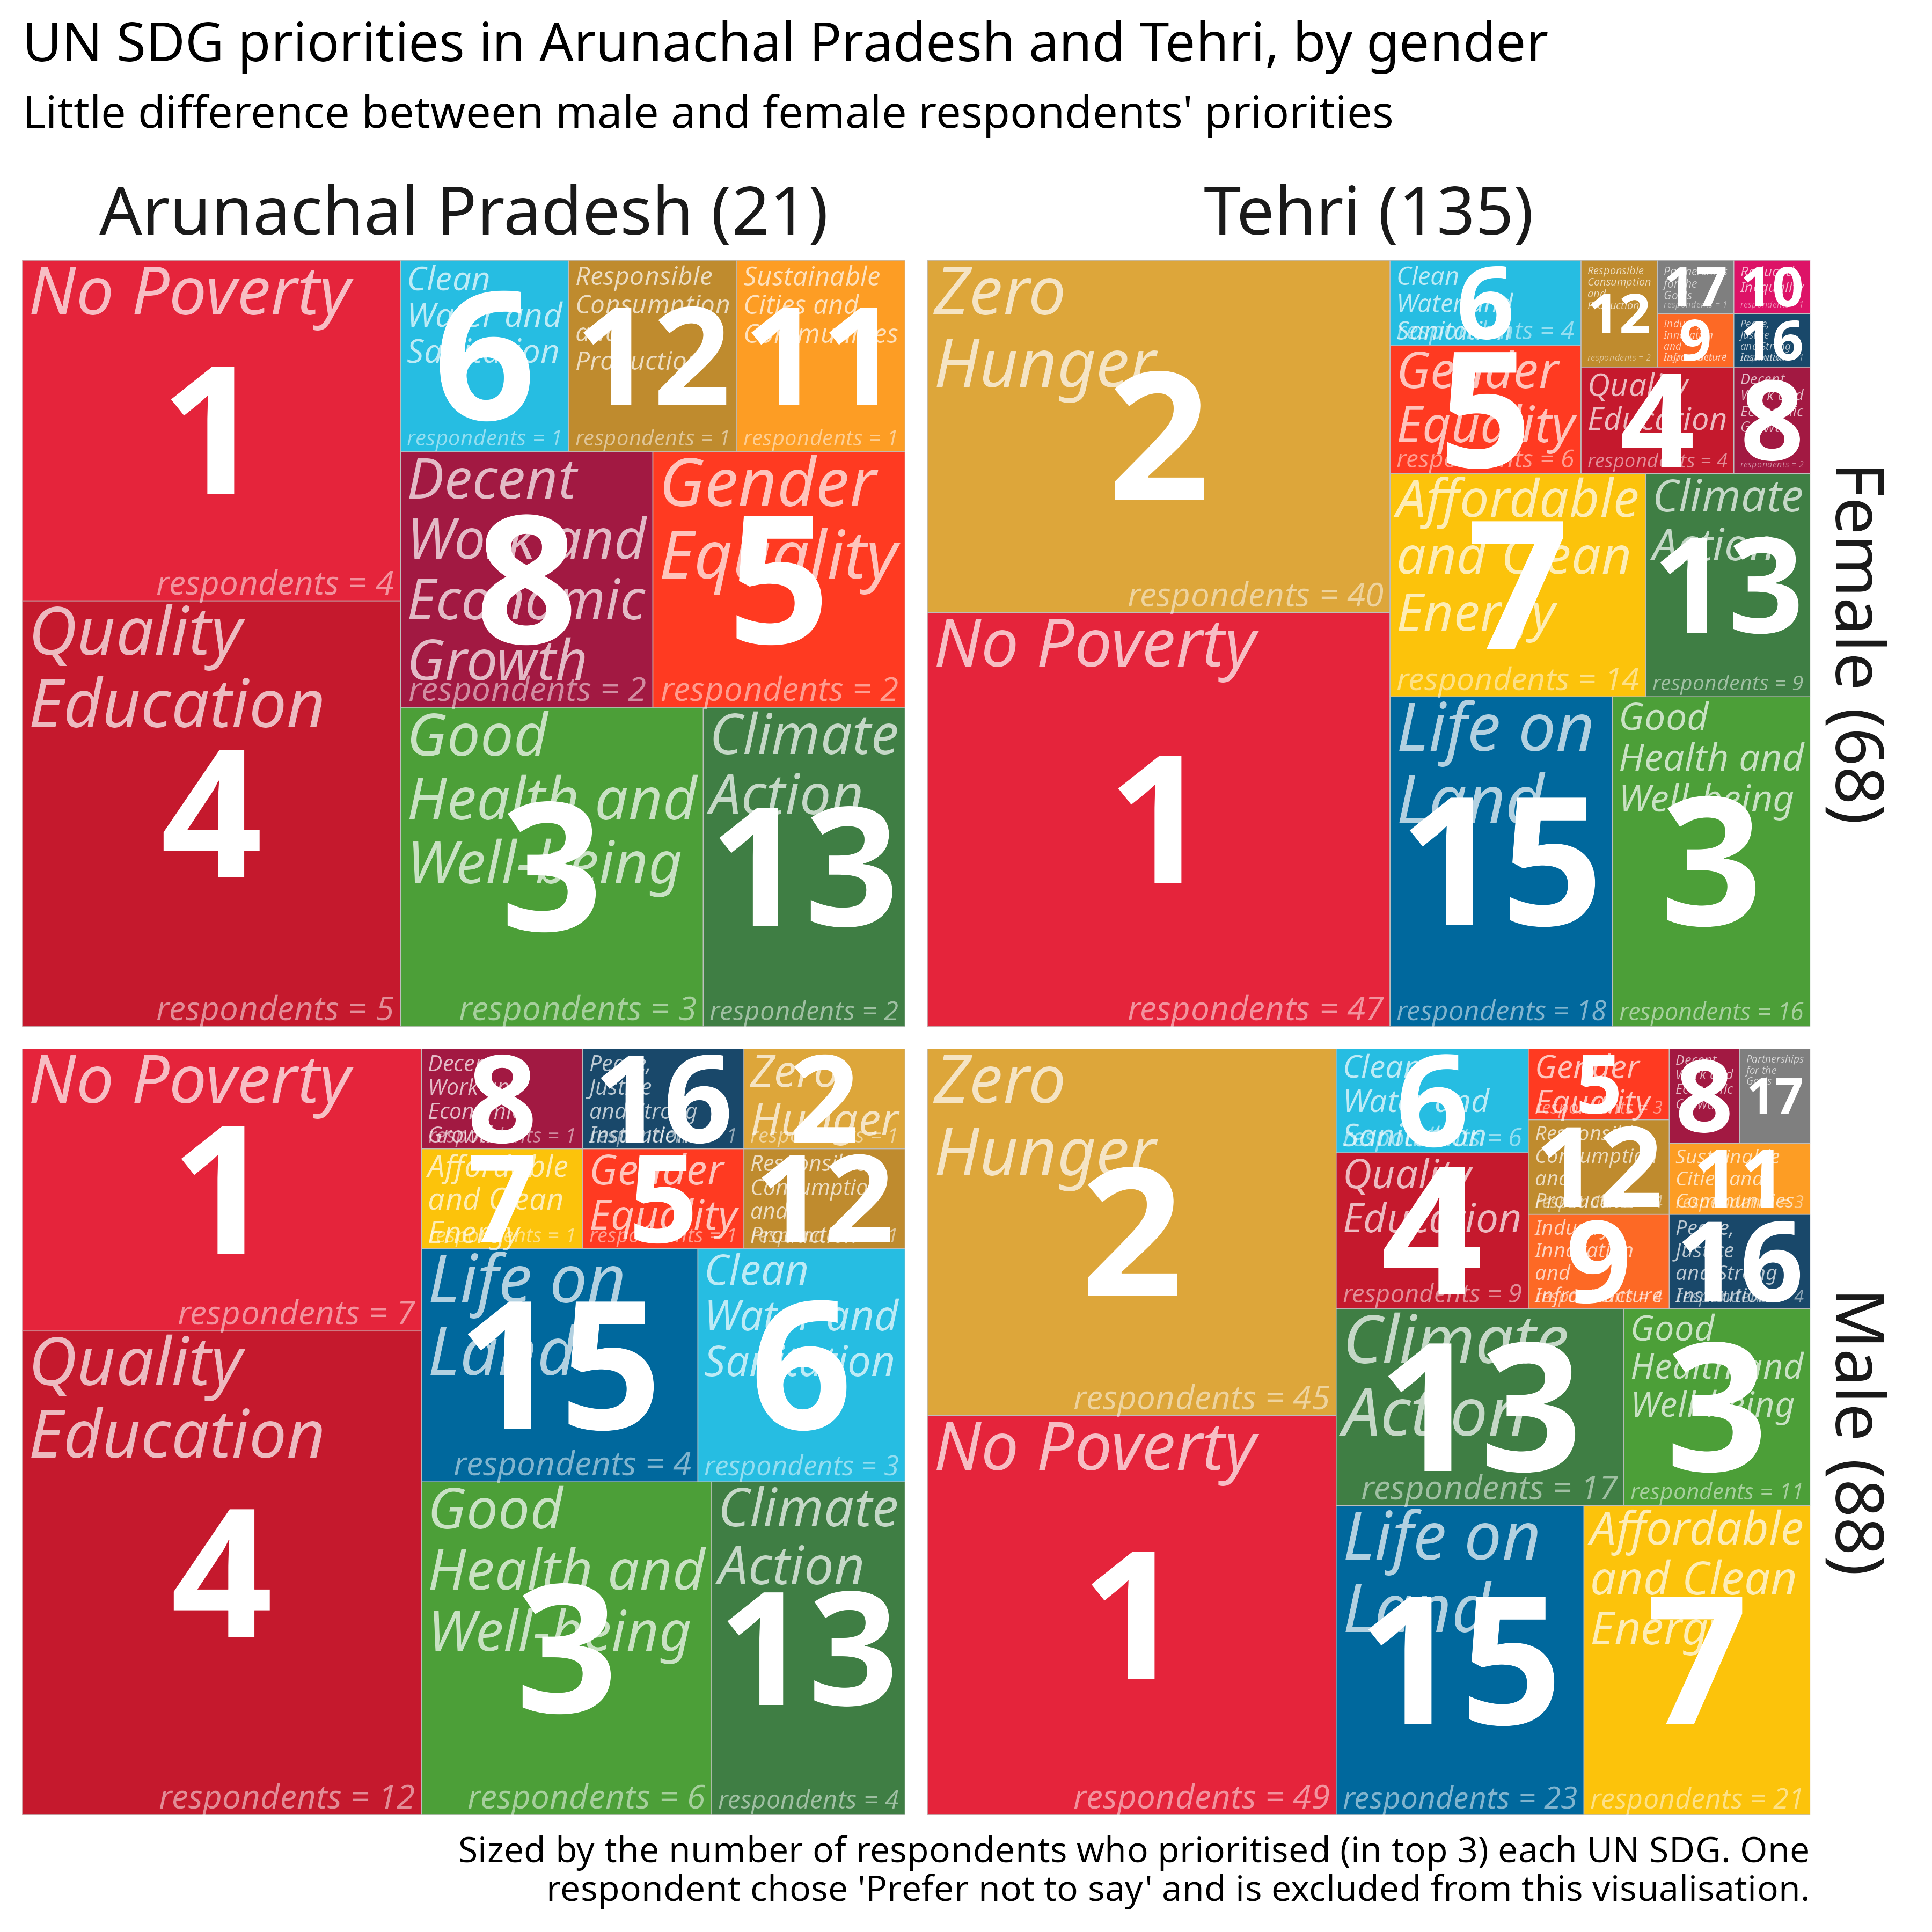 UN SDG priorities in Arunachal Pradesh and Tehri, by gender
Little difference between male and female respondents' priorities
Arunachal Pradesh (21)
Tehri (135)
No Poverty
1
respondents = 4
Quality
Education
4
respondents = 5
Clean
Water and
Sanitation
6
respondents = 1
Responsible
Consumption
and
Production
12
respondents = 1
Sustainable
Cities and
Communities
11
respondents = 1
Decent
Work and
Economic
Growth
8
respondents = 2
Gender
Equality
5
respondents = 2
Good
Health and
Well-being
3
respondents = 3
Climate
Action
13
respondents = 2
Zero
Hunger
2
respondents = 40
No Poverty
1
respondents = 47
Clean
Water and
Sanitation
6
respondents = 4
Gender
Equality
5
respondents = 6
Responsible
Consumption
and
Production
12
respondents = 2
Partnerships
for the
Goals
17
respondents = 1
Reduced
Inequality
10
Industry,
Innovation
and
Infrastructure
9
Peace,
Justice
and Strong
Institutions
16
Quality
Education
4
respondents = 4
Decent
Work and
Economic
Growth
8
respondents = 2
Affordable
and Clean
Energy
7
respondents = 14
Climate
Action
13
respondents = 9
Life on
Land
15
respondents = 18
Good
Health and
Well-being
3
respondents = 16
Female (68)
No Poverty
1
respondents = 7
Quality
Education
4
respondents = 12
Decent
Work and
Economic
Growth
8
respondents = 1
Peace,
Justice
and Strong
Institutions
16
respondents = 1
Zero
Hunger
2
respondents = 1
Affordable
and Clean
Energy
7
respondents = 1
Gender
Equality
5
respondents = 1
Responsible
Consumption
and
Production
12
respondents = 1
Life on
Land
15
respondents = 4
Clean
Water and
Sanitation
6
respondents = 3
Good
Health and
Well-being
3
respondents = 6
Climate
Action
13
respondents = 4
Zero
Hunger
2
respondents = 45
No Poverty
1
respondents = 49
Clean
Water and
Sanitation
6
respondents = 6
Quality
Education
4
respondents = 9
Gender
Equality
5
respondents = 3
Responsible
Consumption
and
Production
12
respondents = 4
Industry,
Innovation
and
Infrastructure
9
respondents = 4
Decent
Work and
Economic
Growth
8
Partnerships
for the
Goals
17
Sustainable
Cities and
Communities
11
respondents = 3
Peace,
Justice
and Strong
Institutions
16
respondents = 4
Climate
Action
13
respondents = 17
Good
Health and
Well-being
3
respondents = 11
Life on
Land
15
respondents = 23
Affordable
and Clean
Energy
7
respondents = 21
Male (88)
Sized by the number of respondents who prioritised (in top 3) each UN SDG. One
respondent chose 'Prefer not to say' and is excluded from this visualisation.